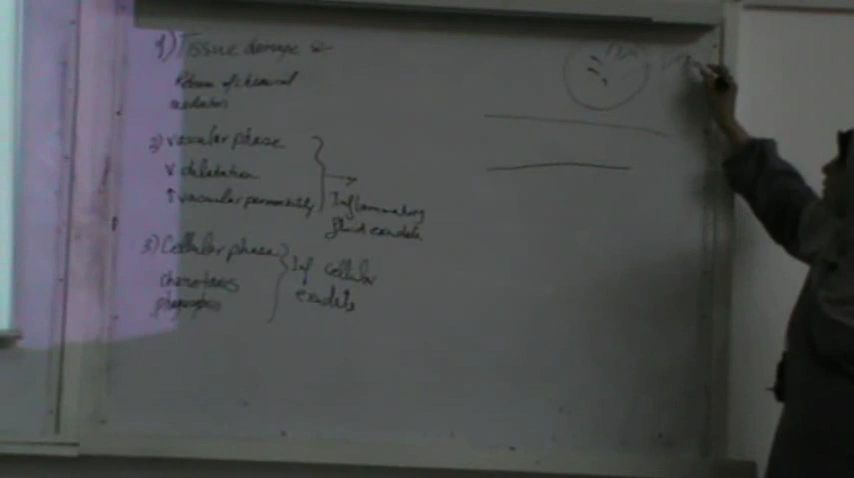 1) Tissue damage
Release of chemical
mediators
2) Vascular phase
V dilatation
↑ vascular permeability
Inflammatory
fluid exudate
3) Cellular phase
chemotaxis
phagocytosis
Inf cellular
exudate